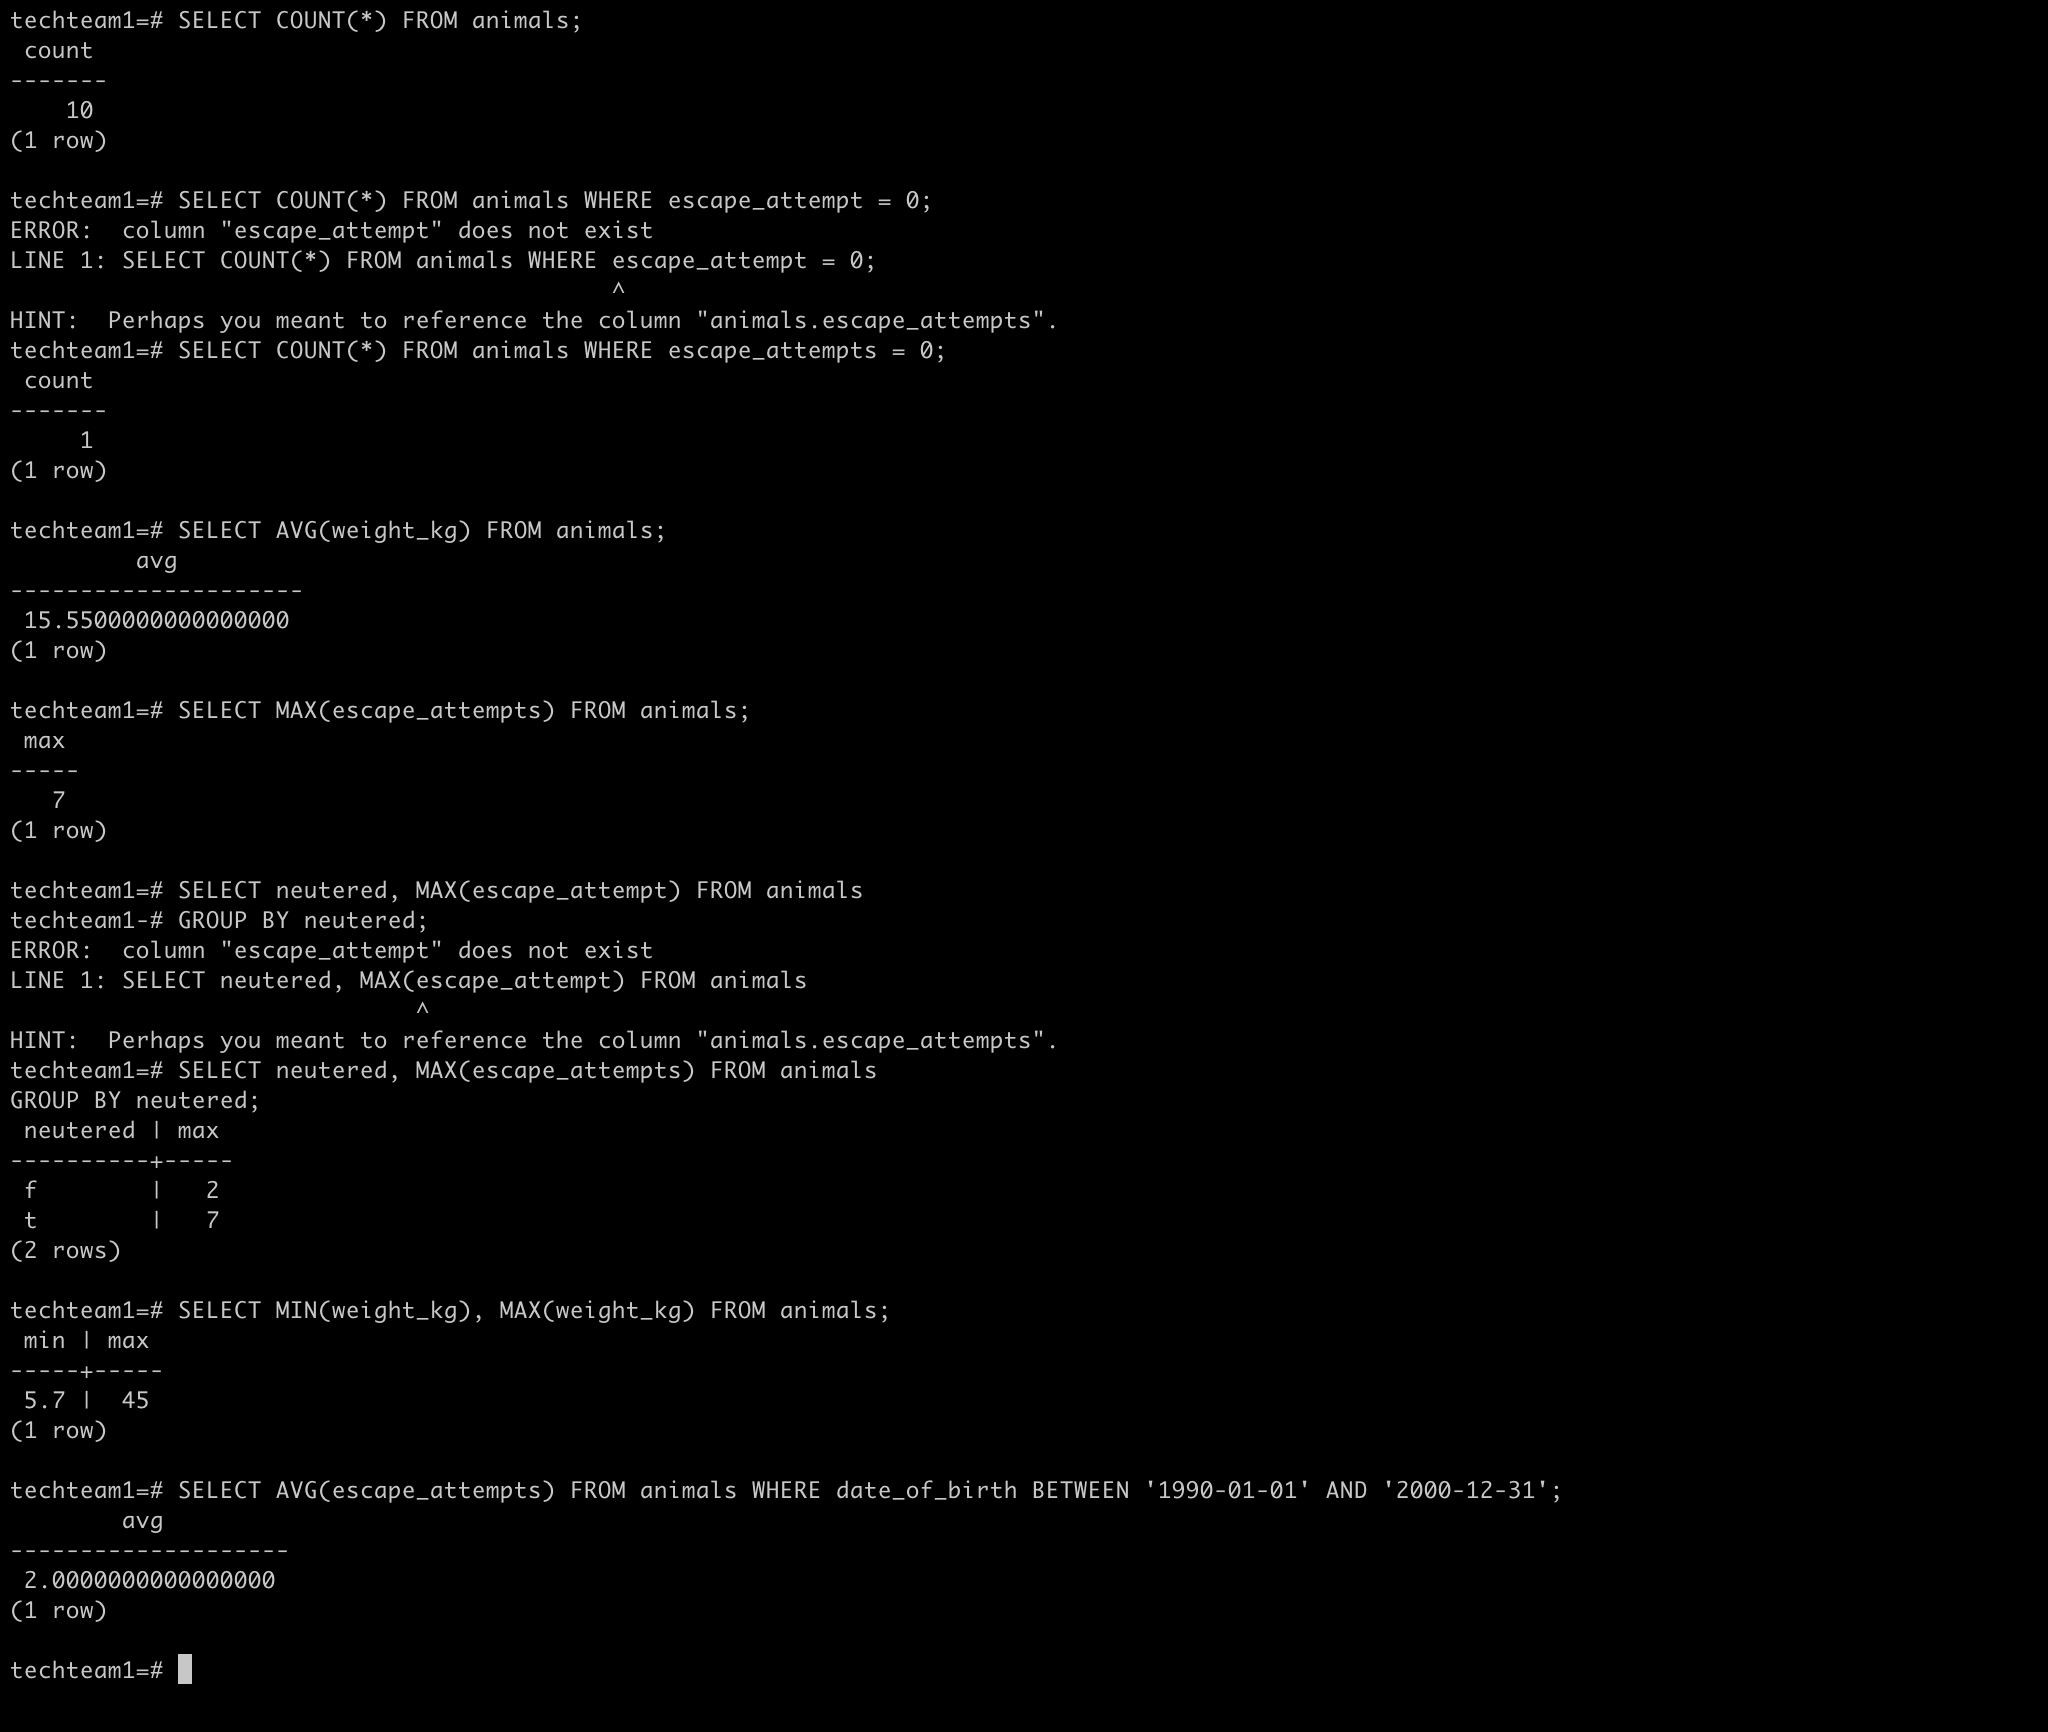 techteam1=# SELECT COUNT(*) FROM animals;
 count
-------
    10
(1 row)

techteam1=# SELECT COUNT(*) FROM animals WHERE escape_attempt = 0;
ERROR:  column "escape_attempt" does not exist
LINE 1: SELECT COUNT(*) FROM animals WHERE escape_attempt = 0;
                                           ^
HINT:  Perhaps you meant to reference the column "animals.escape_attempts".
techteam1=# SELECT COUNT(*) FROM animals WHERE escape_attempts = 0;
 count
-------
     1
(1 row)

techteam1=# SELECT AVG(weight_kg) FROM animals;
         avg
---------------------
 15.5500000000000000
(1 row)

techteam1=# SELECT MAX(escape_attempts) FROM animals;
 max
-----
   7
(1 row)

techteam1=# SELECT neutered, MAX(escape_attempt) FROM animals
techteam1-# GROUP BY neutered;
ERROR:  column "escape_attempt" does not exist
LINE 1: SELECT neutered, MAX(escape_attempt) FROM animals
                             ^
HINT:  Perhaps you meant to reference the column "animals.escape_attempts".
techteam1=# SELECT neutered, MAX(escape_attempts) FROM animals
GROUP BY neutered;
 neutered | max
----------+-----
 f        |   2
 t        |   7
(2 rows)

techteam1=# SELECT MIN(weight_kg), MAX(weight_kg) FROM animals;
 min | max
-----+-----
 5.7 |  45
(1 row)

techteam1=# SELECT AVG(escape_attempts) FROM animals WHERE date_of_birth BETWEEN '1990-01-01' AND '2000-12-31';
        avg
--------------------
 2.0000000000000000
(1 row)

techteam1=#